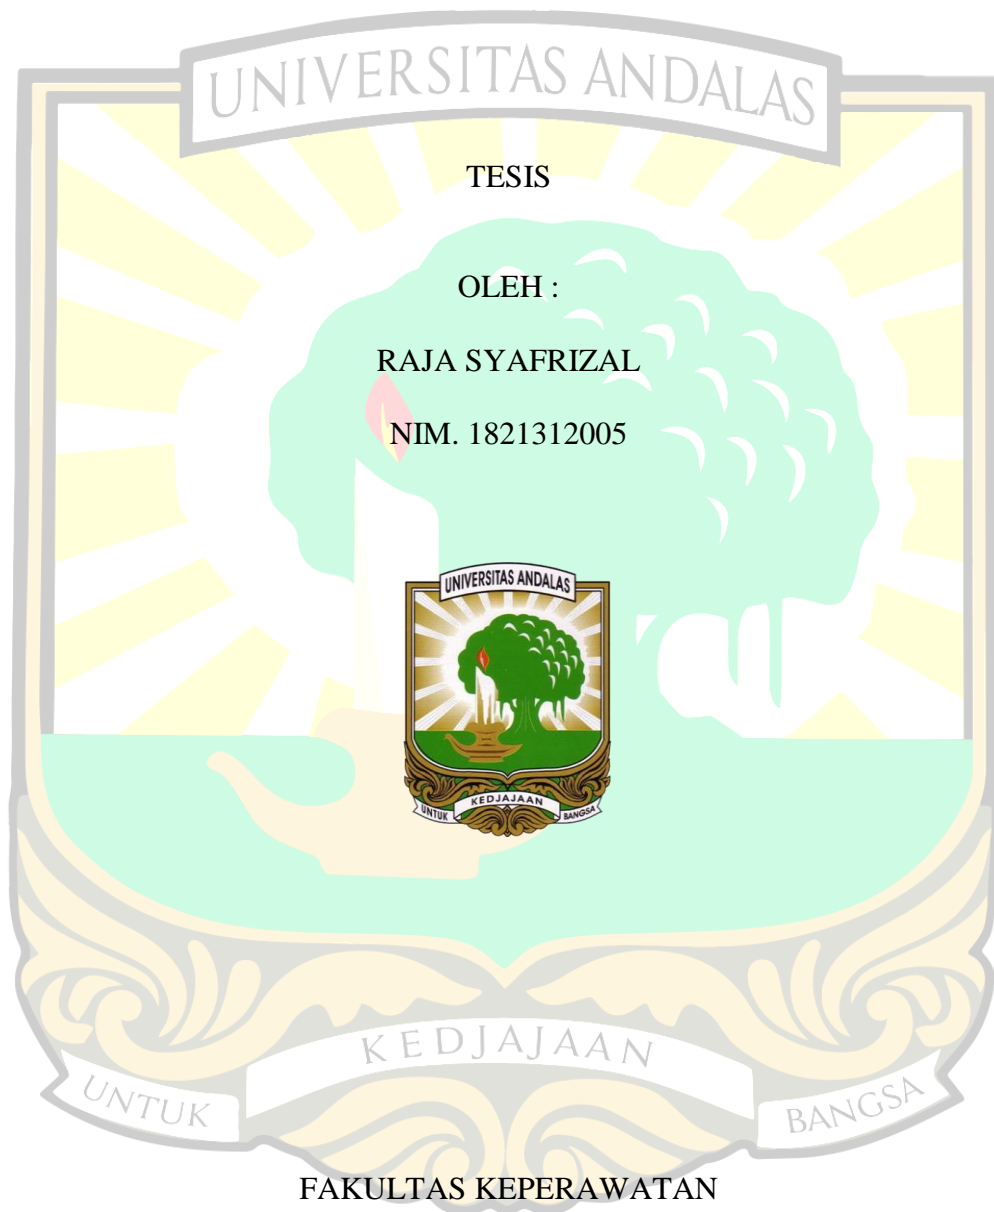 UNIVERSITAS ANDALAS
TESIS
OLEH :
RAJA SYAFRIZAL
NIM. 1821312005
UNIVERSITAS ANDALAS
UNTUK KEDJAJAAN BANGSA
UNTUK KEDJAJAAN BANGSA
FAKULTAS KEPERAWATAN